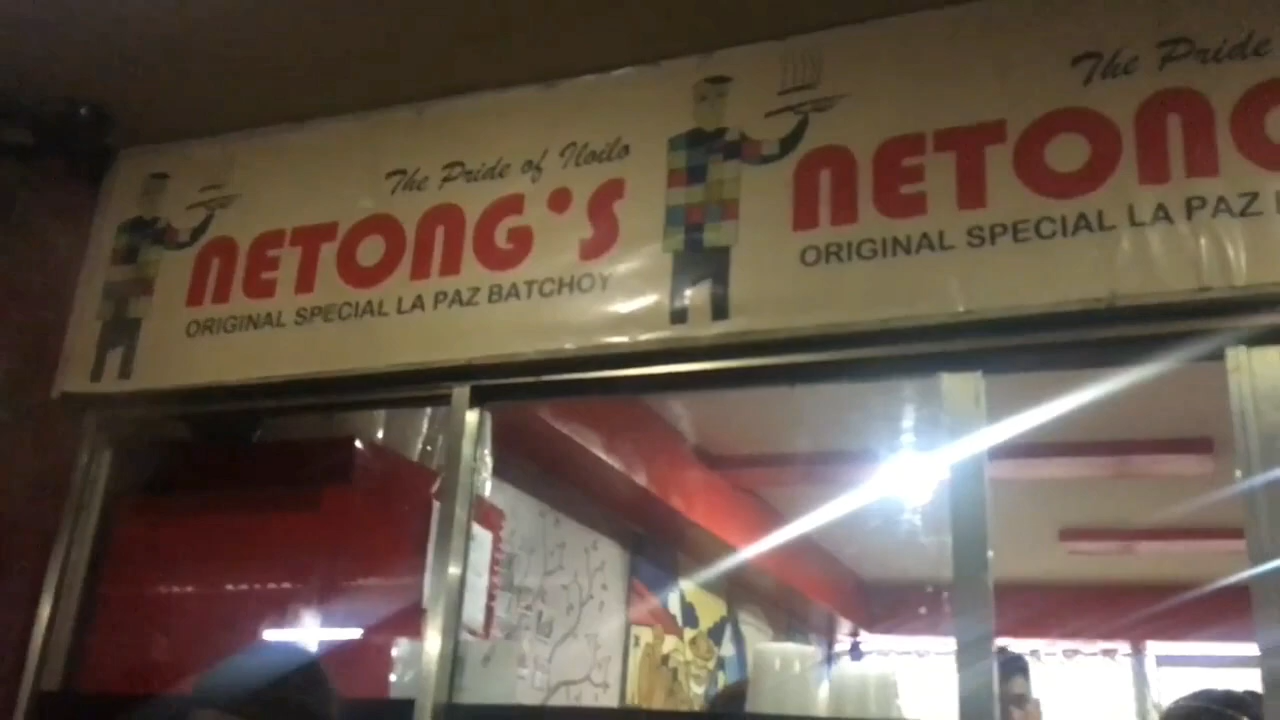 The Pride of Iloilo
NETONG'S
ORIGINAL SPECIAL LA PAZ BATCHOY
The Pride
NETONG
ORIGINAL SPECIAL LA PAZ